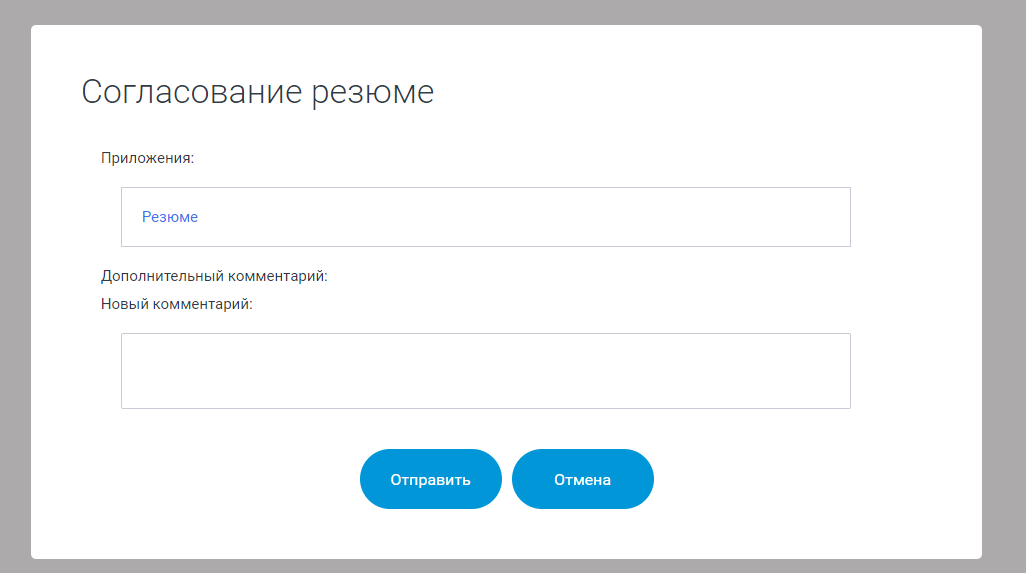 Согласование резюме
Приложения:
Резюме
Дополнительный комментарий:
Новый комментарий:
Отправить Отмена